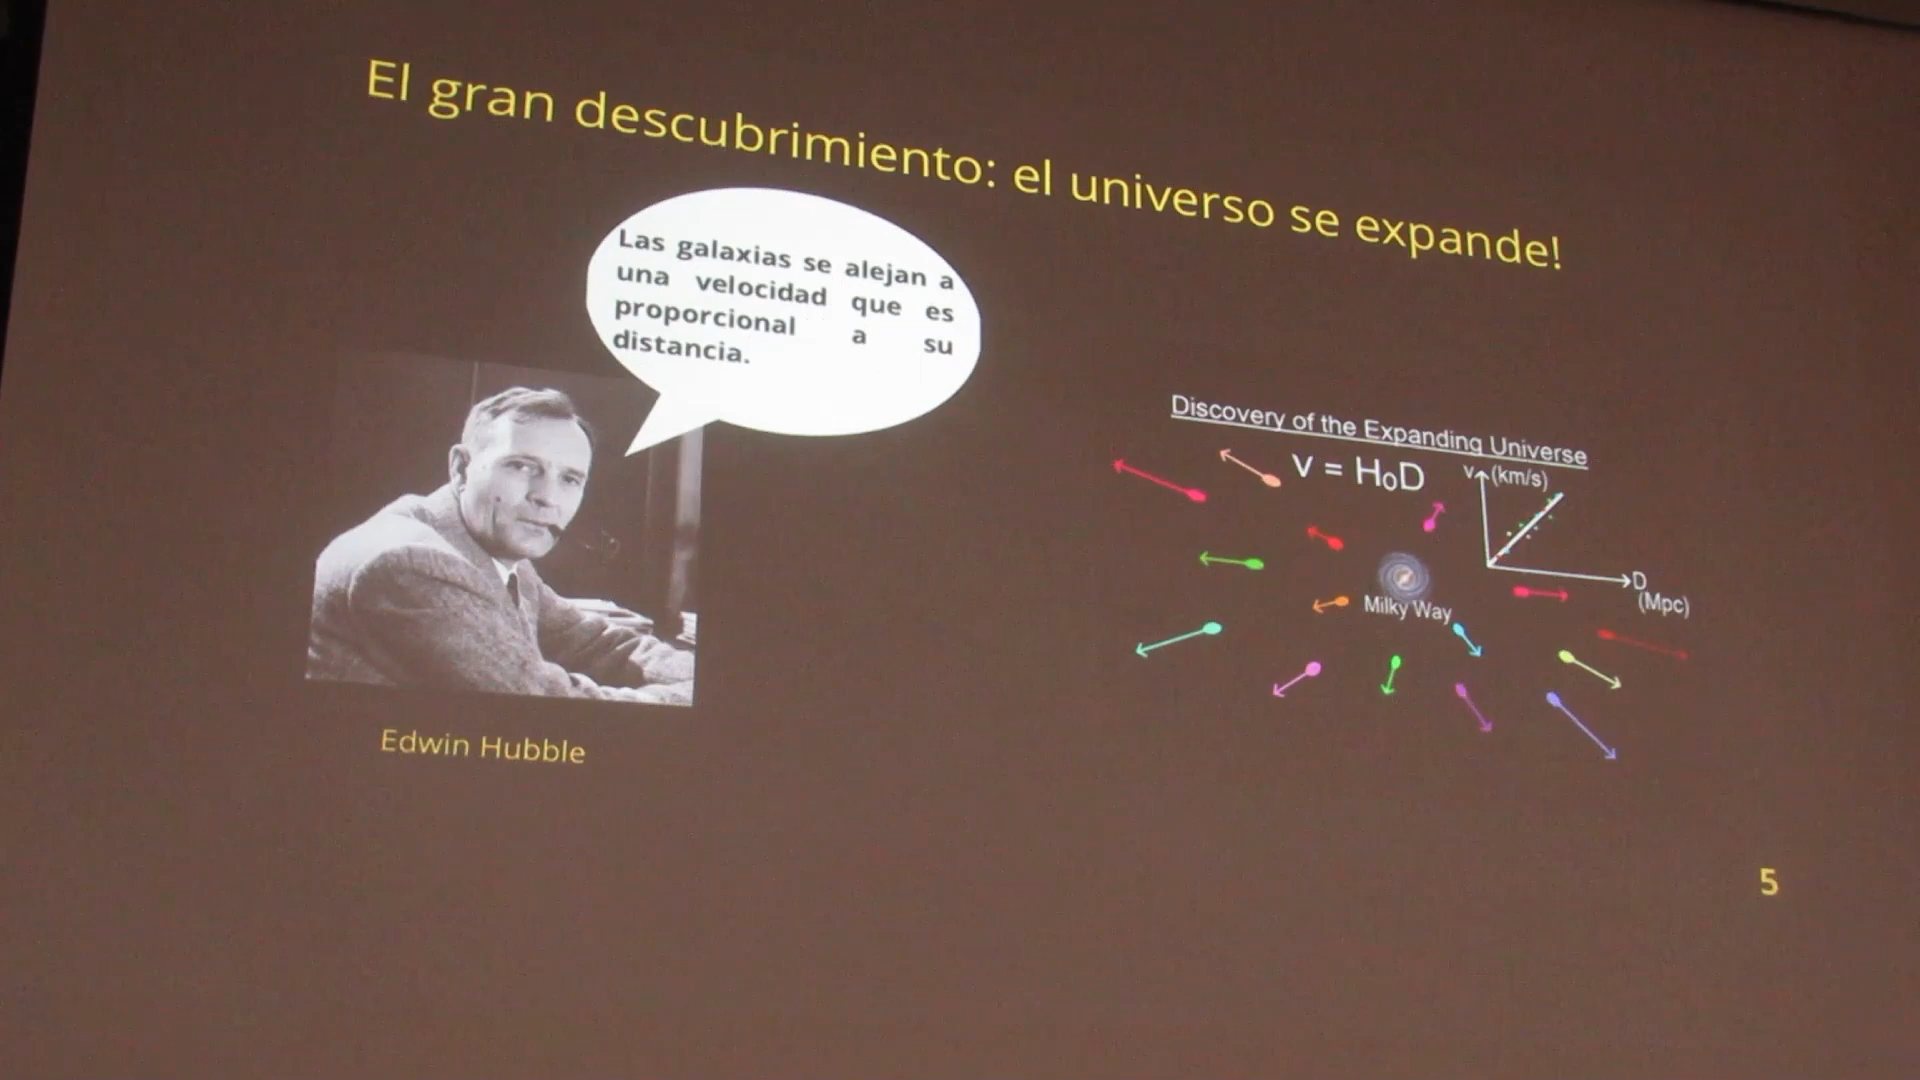 El gran descubrimiento: el universo se expande!
Las galaxias se alejan a
una velocidad que es
proporcional a su
distancia.
Edwin Hubble
Discovery of the Expanding Universe
v = H₀D
v (km/s)
D
(Mpc)
Milky Way
5